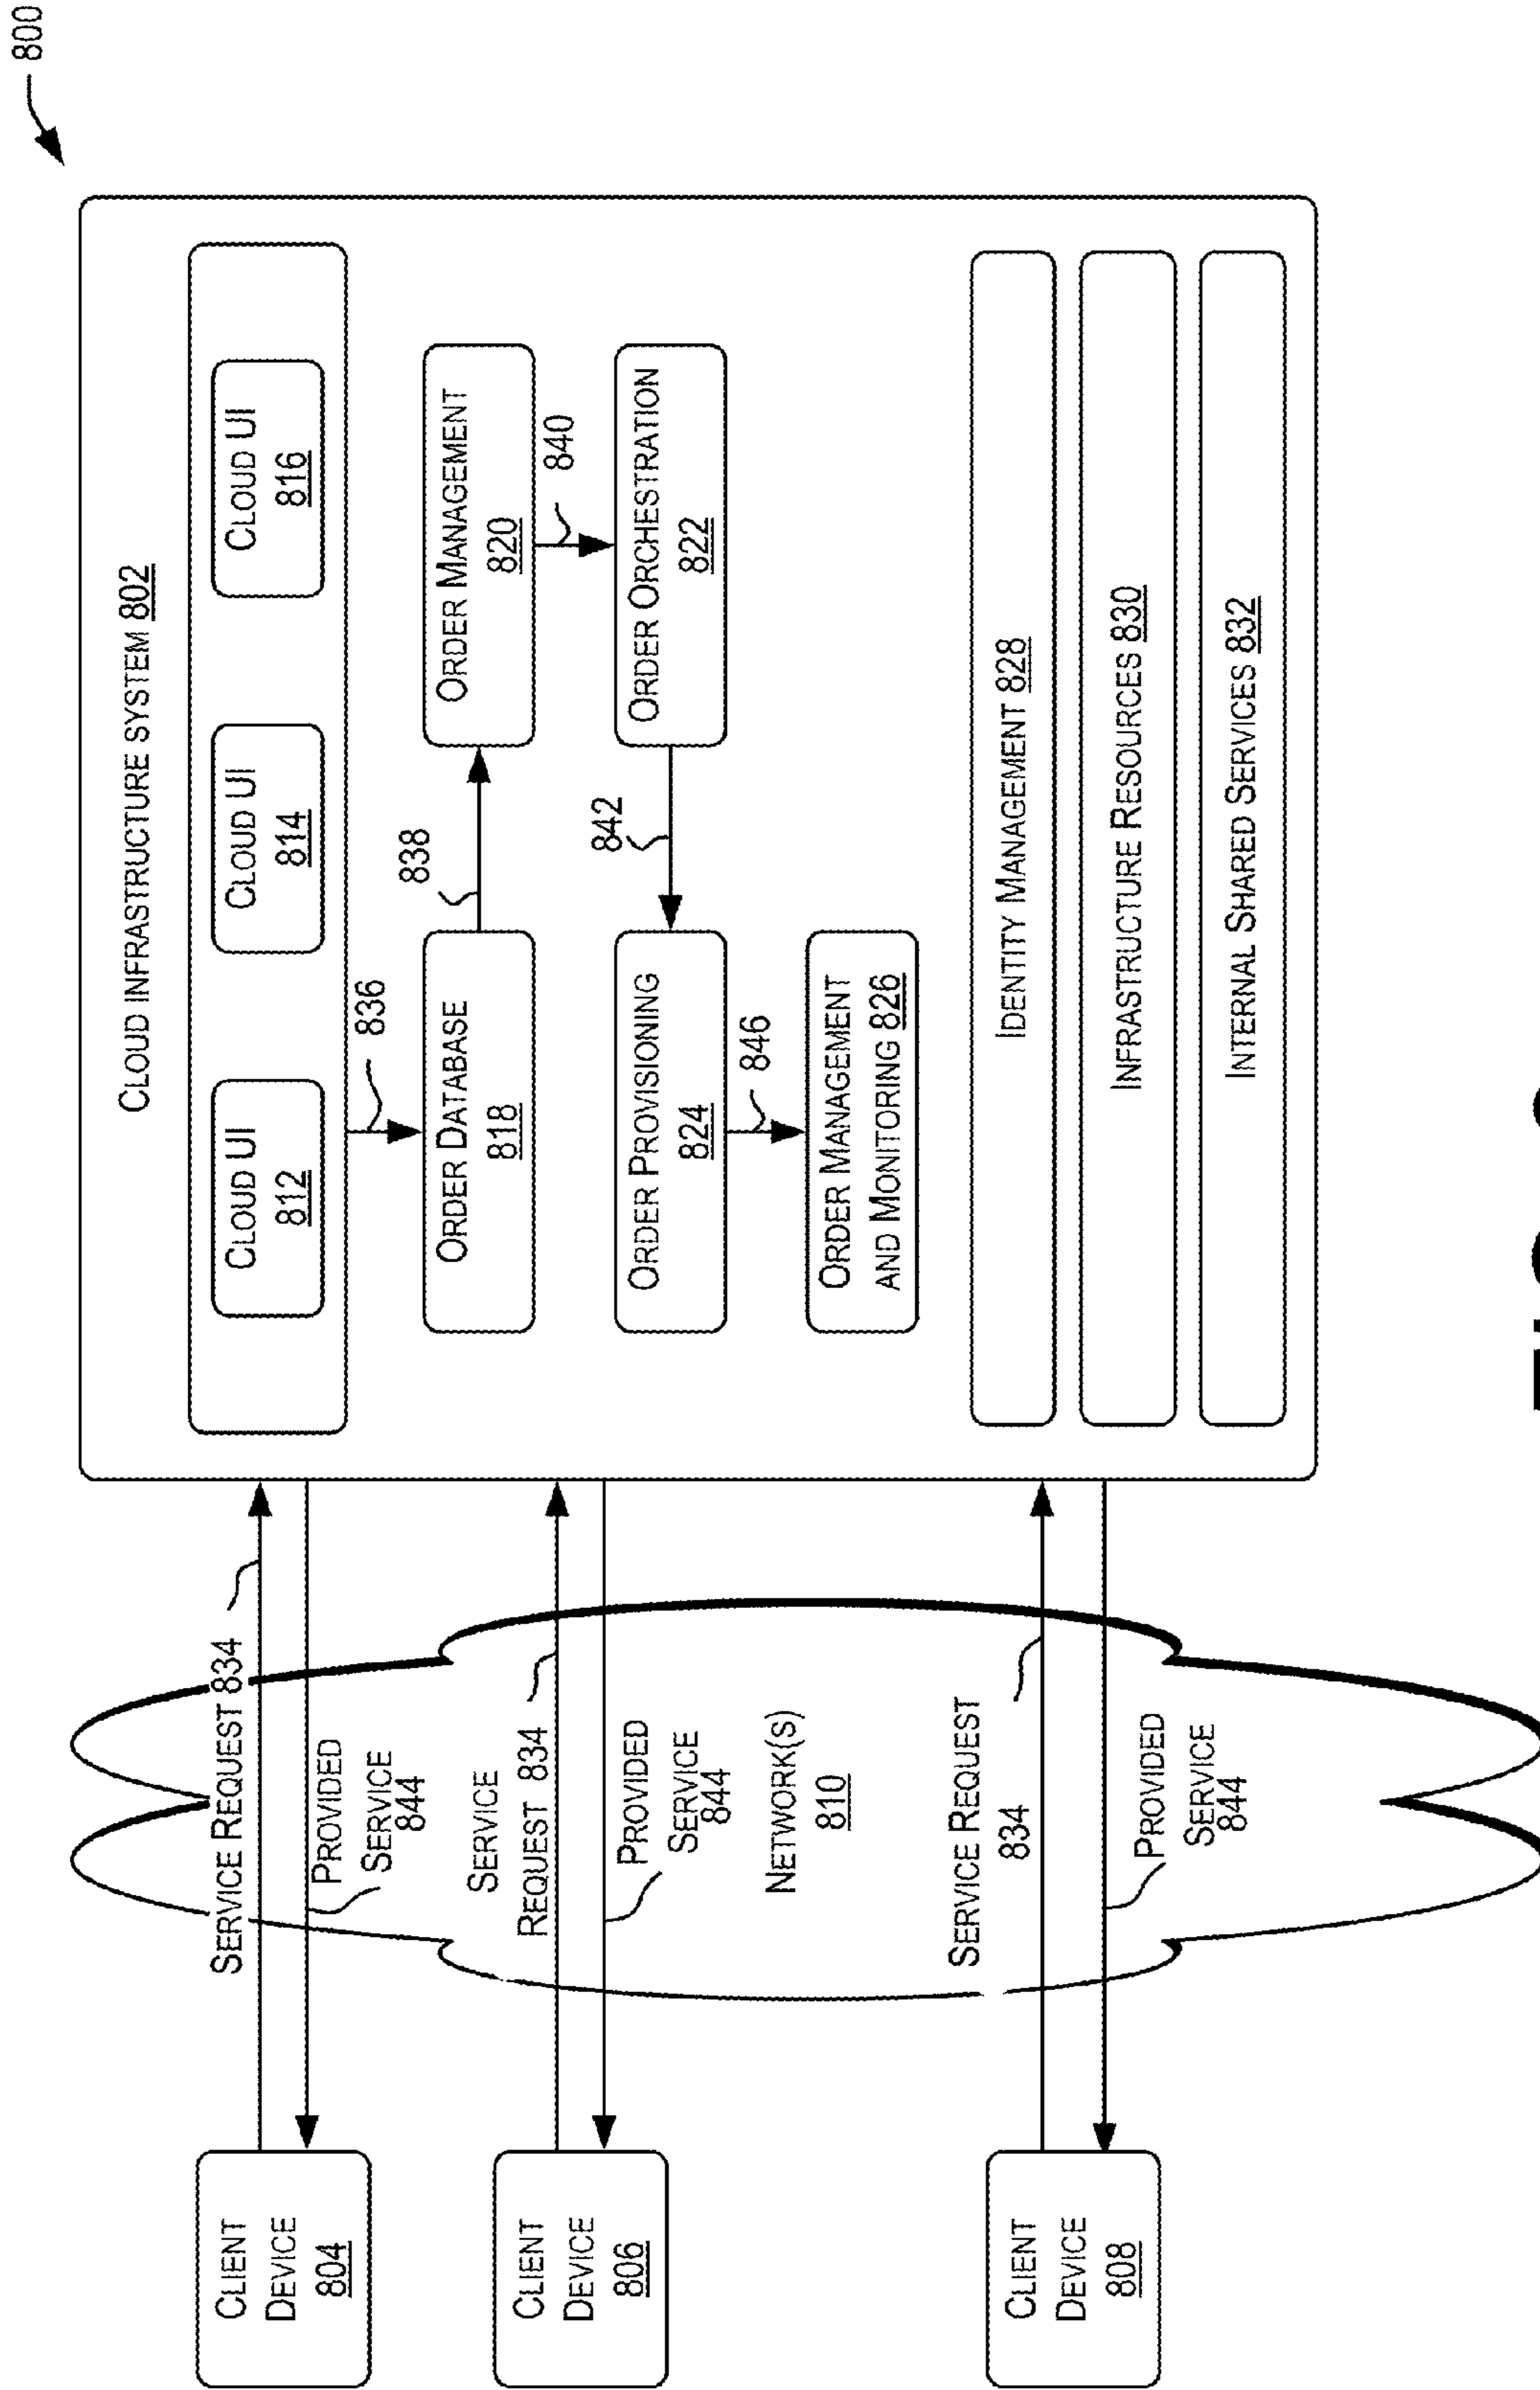 800
CLOUD INFRASTRUCTURE SYSTEM 802
CLOUD UI
812
CLOUD UI
814
CLOUD UI
816
836
ORDER DATABASE
818
838
ORDER MANAGEMENT
820
840
ORDER PROVISIONING
824
842
ORDER ORCHESTRATION
822
846
ORDER MANAGEMENT
AND MONITORING 826
IDENTITY MANAGEMENT 828
INFRASTRUCTURE RESOURCES 830
INTERNAL SHARED SERVICES 832
CLIENT
DEVICE
804
SERVICE REQUEST 834
PROVIDED
SERVICE
844
CLIENT
DEVICE
806
SERVICE
REQUEST 834
PROVIDED
SERVICE
844
NETWORK(S)
810
CLIENT
DEVICE
808
SERVICE REQUEST
834
PROVIDED
SERVICE
844